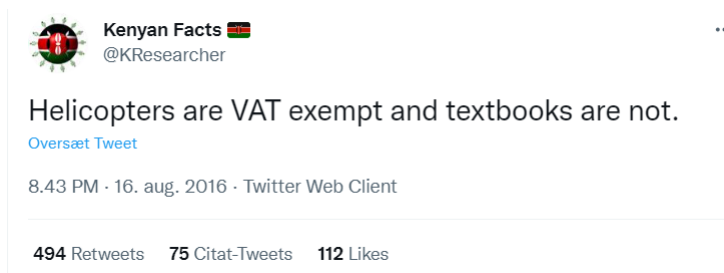 Kenyan Facts 🇰🇪
@KResearcher
Helicopters are VAT exempt and textbooks are not.
Oversæt Tweet
8.43 PM · 16. aug. 2016 · Twitter Web Client
494 Retweets 75 Citat-Tweets 112 Likes